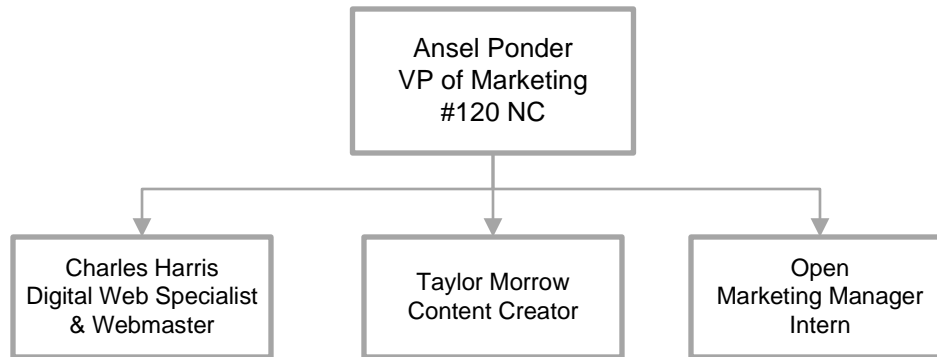 Ansel Ponder
VP of Marketing
#120 NC
Charles Harris
Digital Web Specialist
& Webmaster
Taylor Morrow
Content Creator
Open
Marketing Manager
Intern